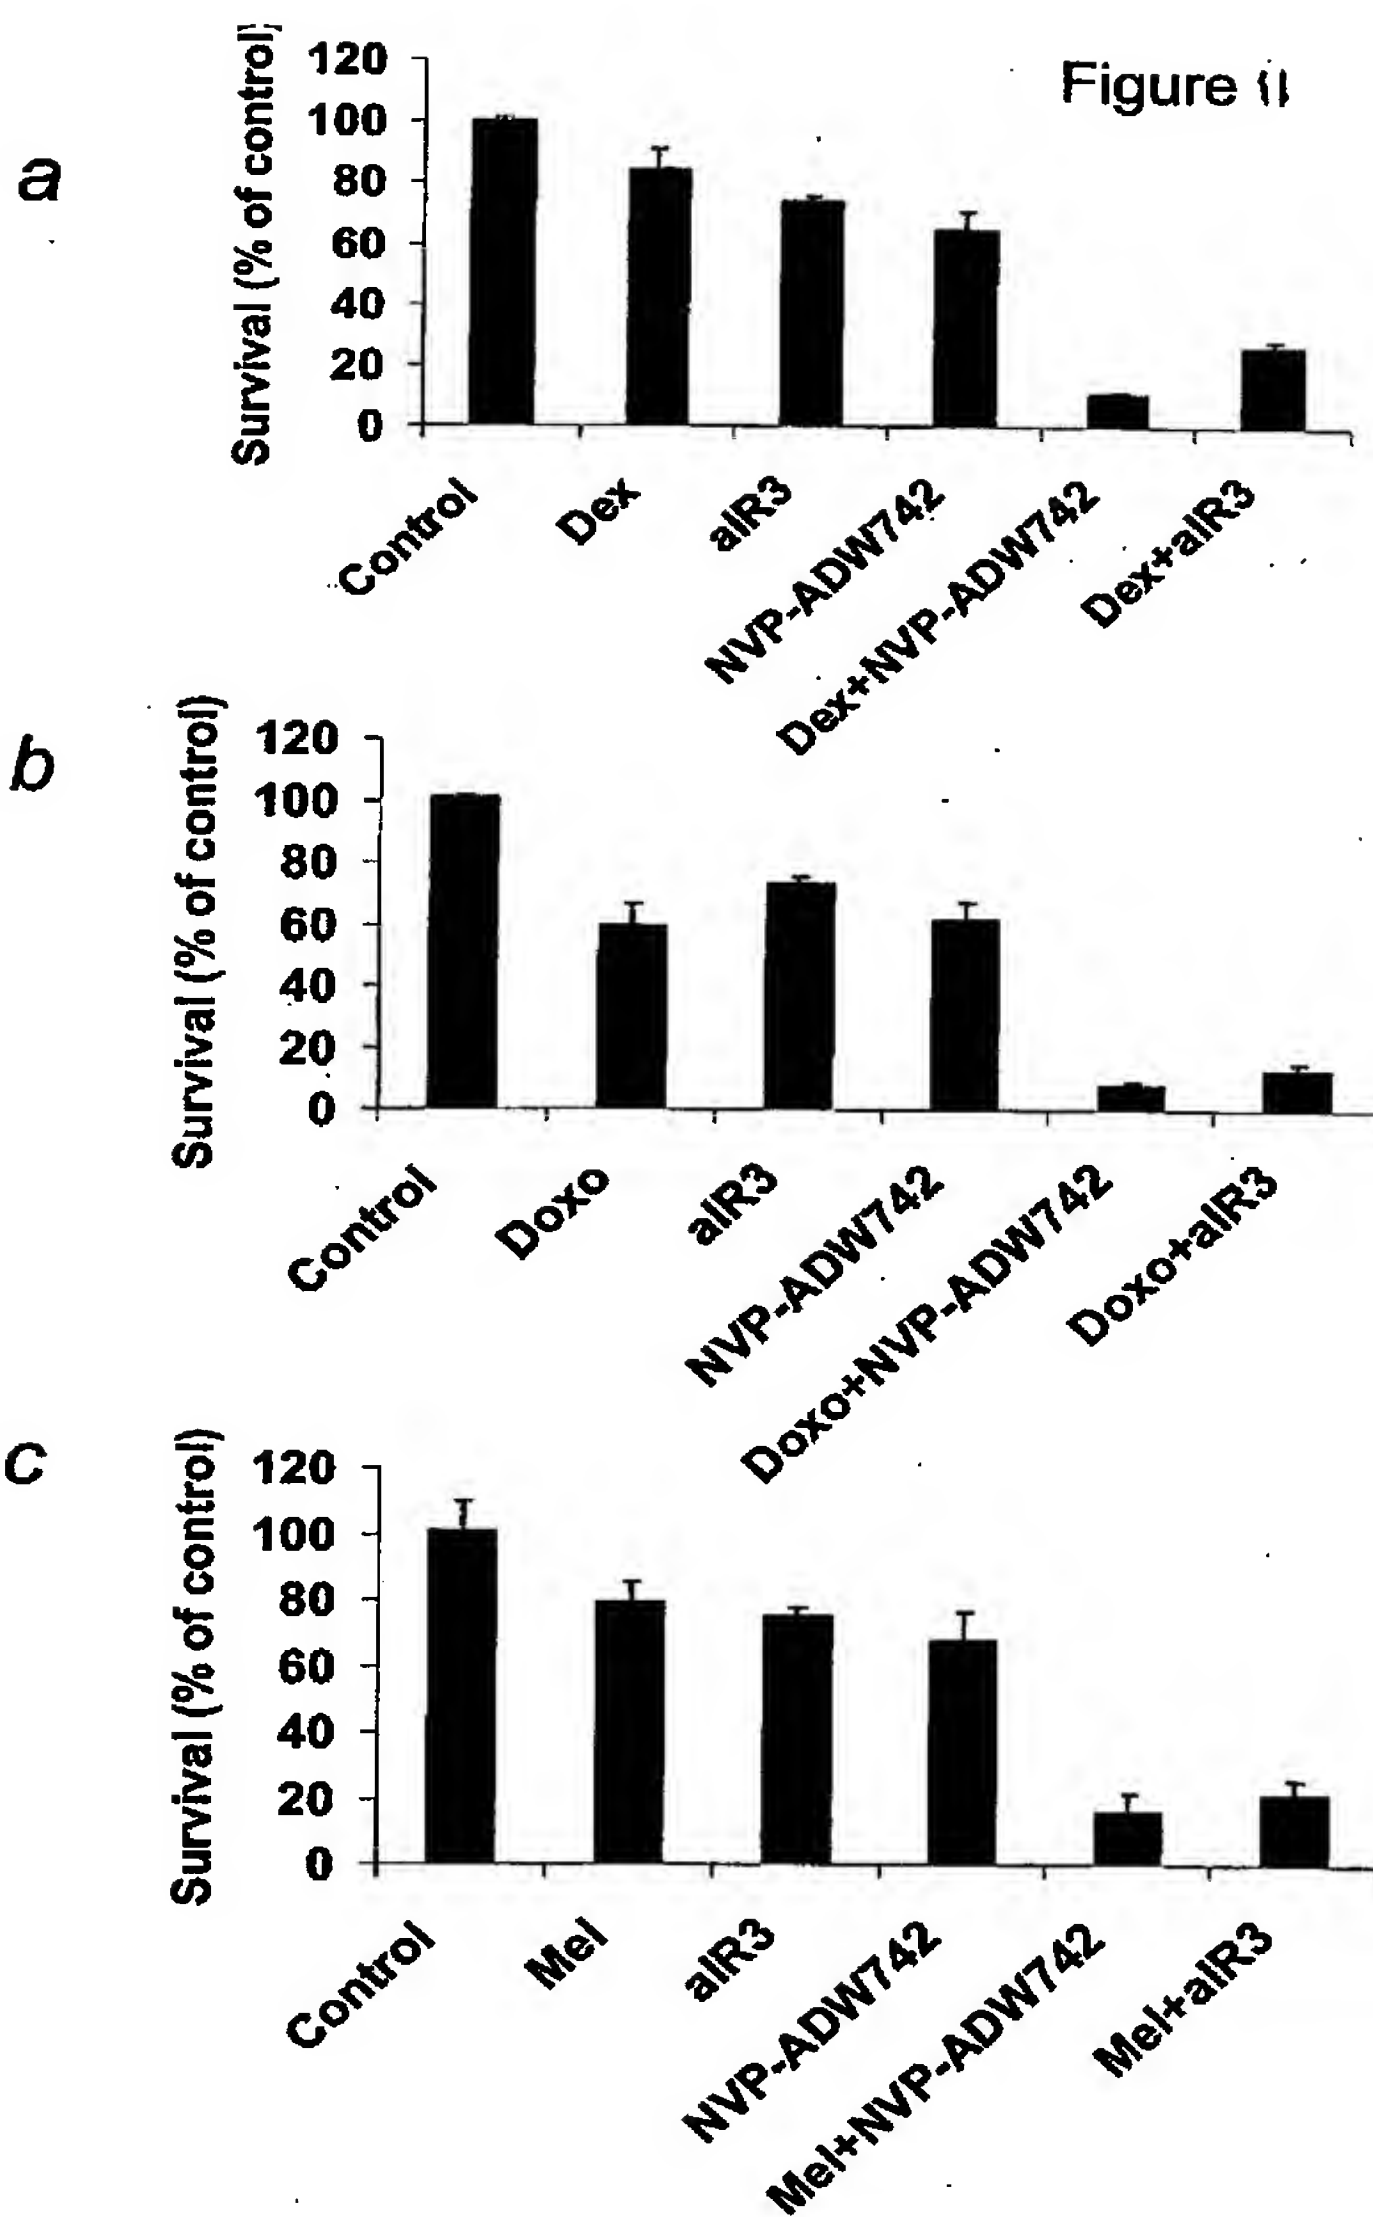 Figure 11
a
Survival (% of control)
120
100
80
60
40
20
0
Control
Dex
aIR3
NVP-ADW742
Dex+NVP-ADW742
Dex+aIR3
b
Survival (% of control)
120
100
80
60
40
20
0
Control
Doxo
aIR3
NVP-ADW742
Doxo+NVP-ADW742
Doxo+aIR3
c
Survival (% of control)
120
100
80
60
40
20
0
Control
Mel
aIR3
NVP-ADW742
Mel+NVP-ADW742
Mel+aIR3